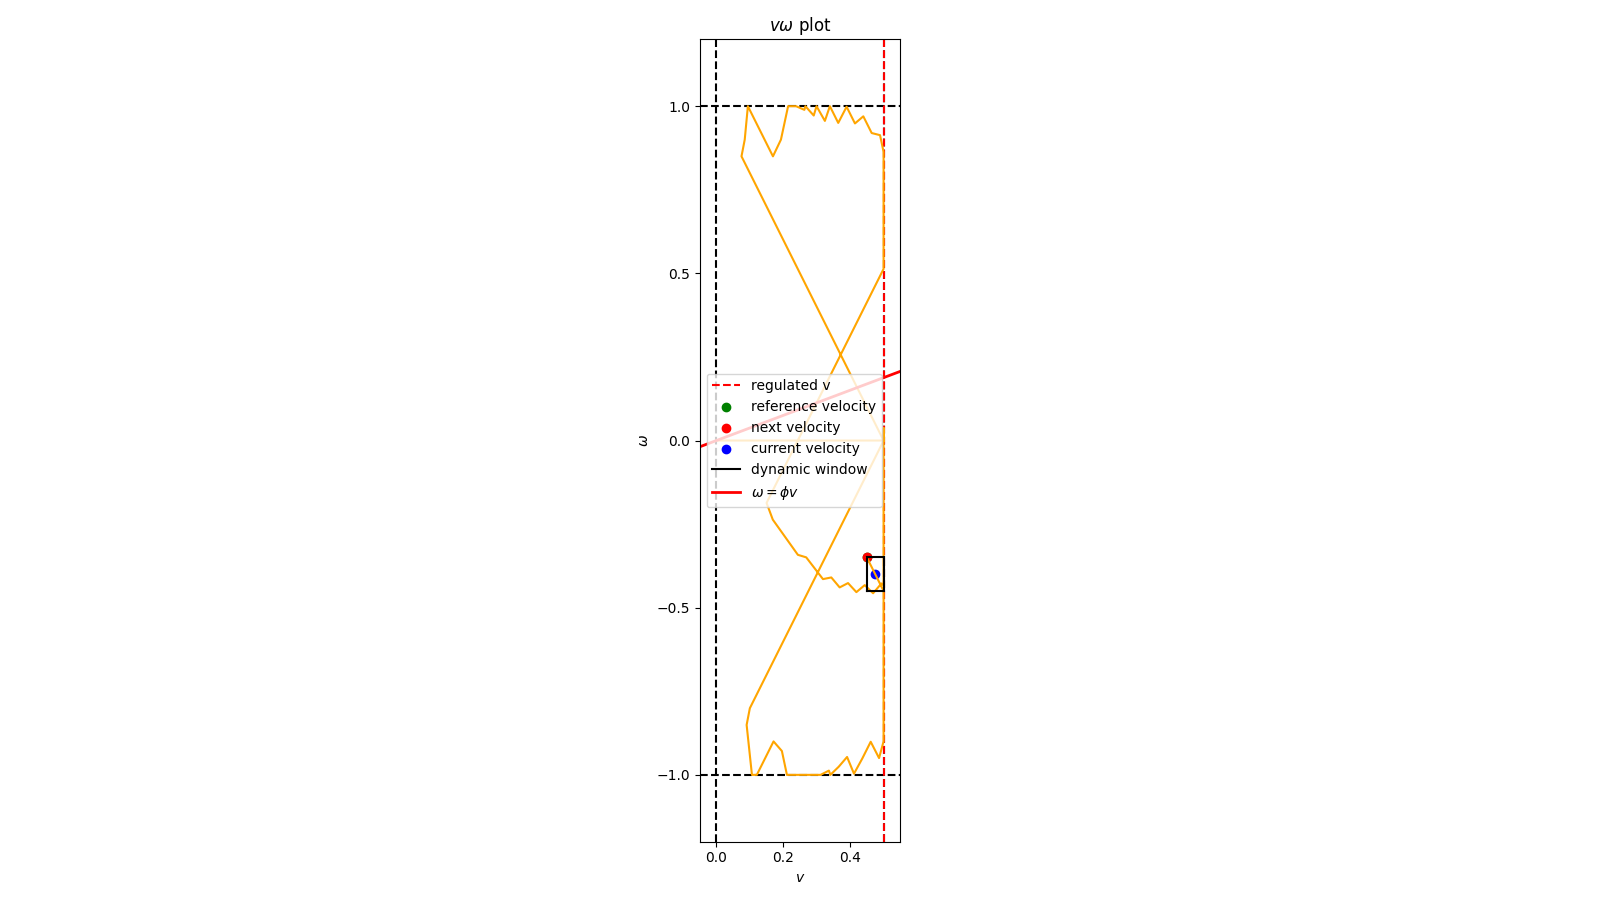 vω plot
1.0
0.5
0.0
−0.5
−1.0
ω
regulated v
reference velocity
next velocity
current velocity
dynamic window
ω = ϕv
0.0 0.2 0.4
v